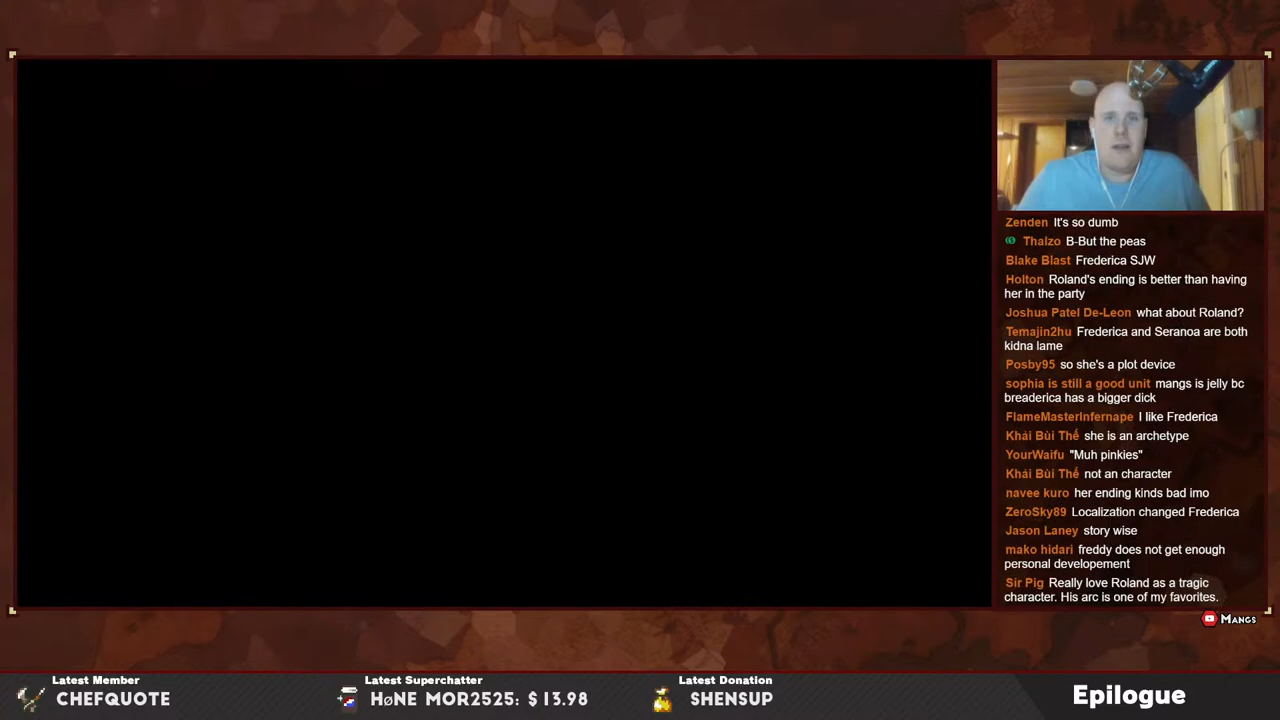 Zenden It's so dumb
Thalzo B-But the peas
Blake Blast Frederica SJW
Holton Roland's ending is better than having
her in the party
Joshua Patel De-Leon what about Roland?
Temajin2hu Frederica and Seranoa are both
kidna lame
Posby95 so she's a plot device
sophia is still a good unit mangs is jelly bc
breaderica has a bigger dick
FlameMasterInfernape I like Frederica
Khải Bùi Thế she is an archetype
YourWaifu "Muh pinkies"
Khải Bùi Thế not an character
navee kuro her ending kinds bad imo
ZeroSky89 Localization changed Frederica
Jason Laney story wise
mako hidari freddy does not get enough
personal developement
Sir Pig Really love Roland as a tragic
character. His arc is one of my favorites.
Mangs
Latest Member
CHEFQUOTE
Latest Superchatter
HøNE MOR2525: $13.98
Latest Donation
SHENSUP
Epilogue